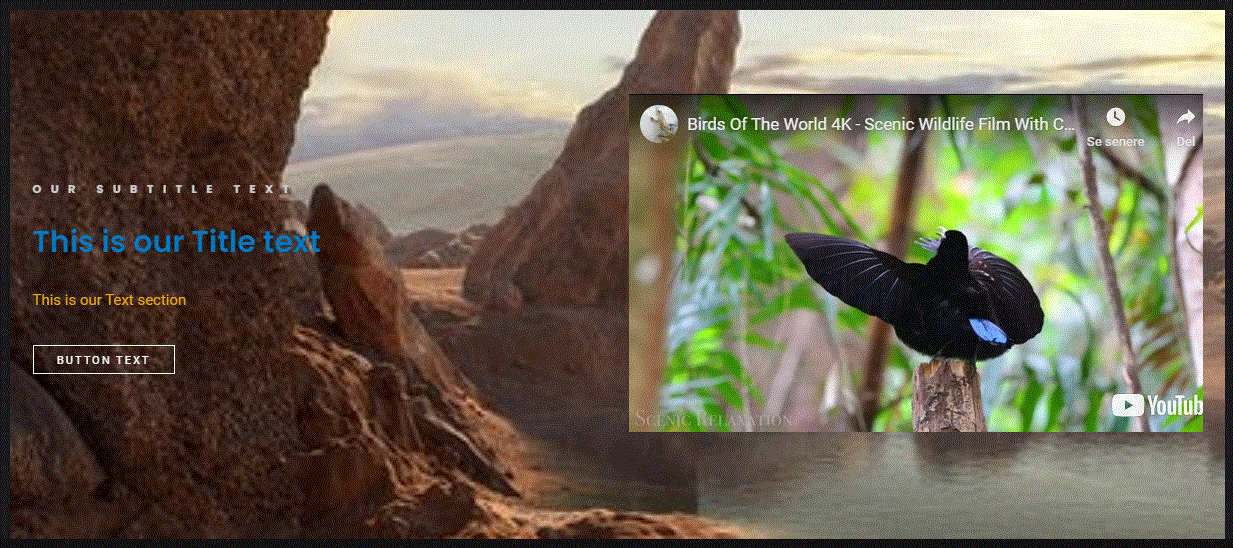 OUR SUBTITLE TEXT
This is our Title text
This is our Text section
BUTTON TEXT
Birds Of The World 4K - Scenic Wildlife Film With C...
Se senere
Del
SCENIC RELAXATION
YouTub